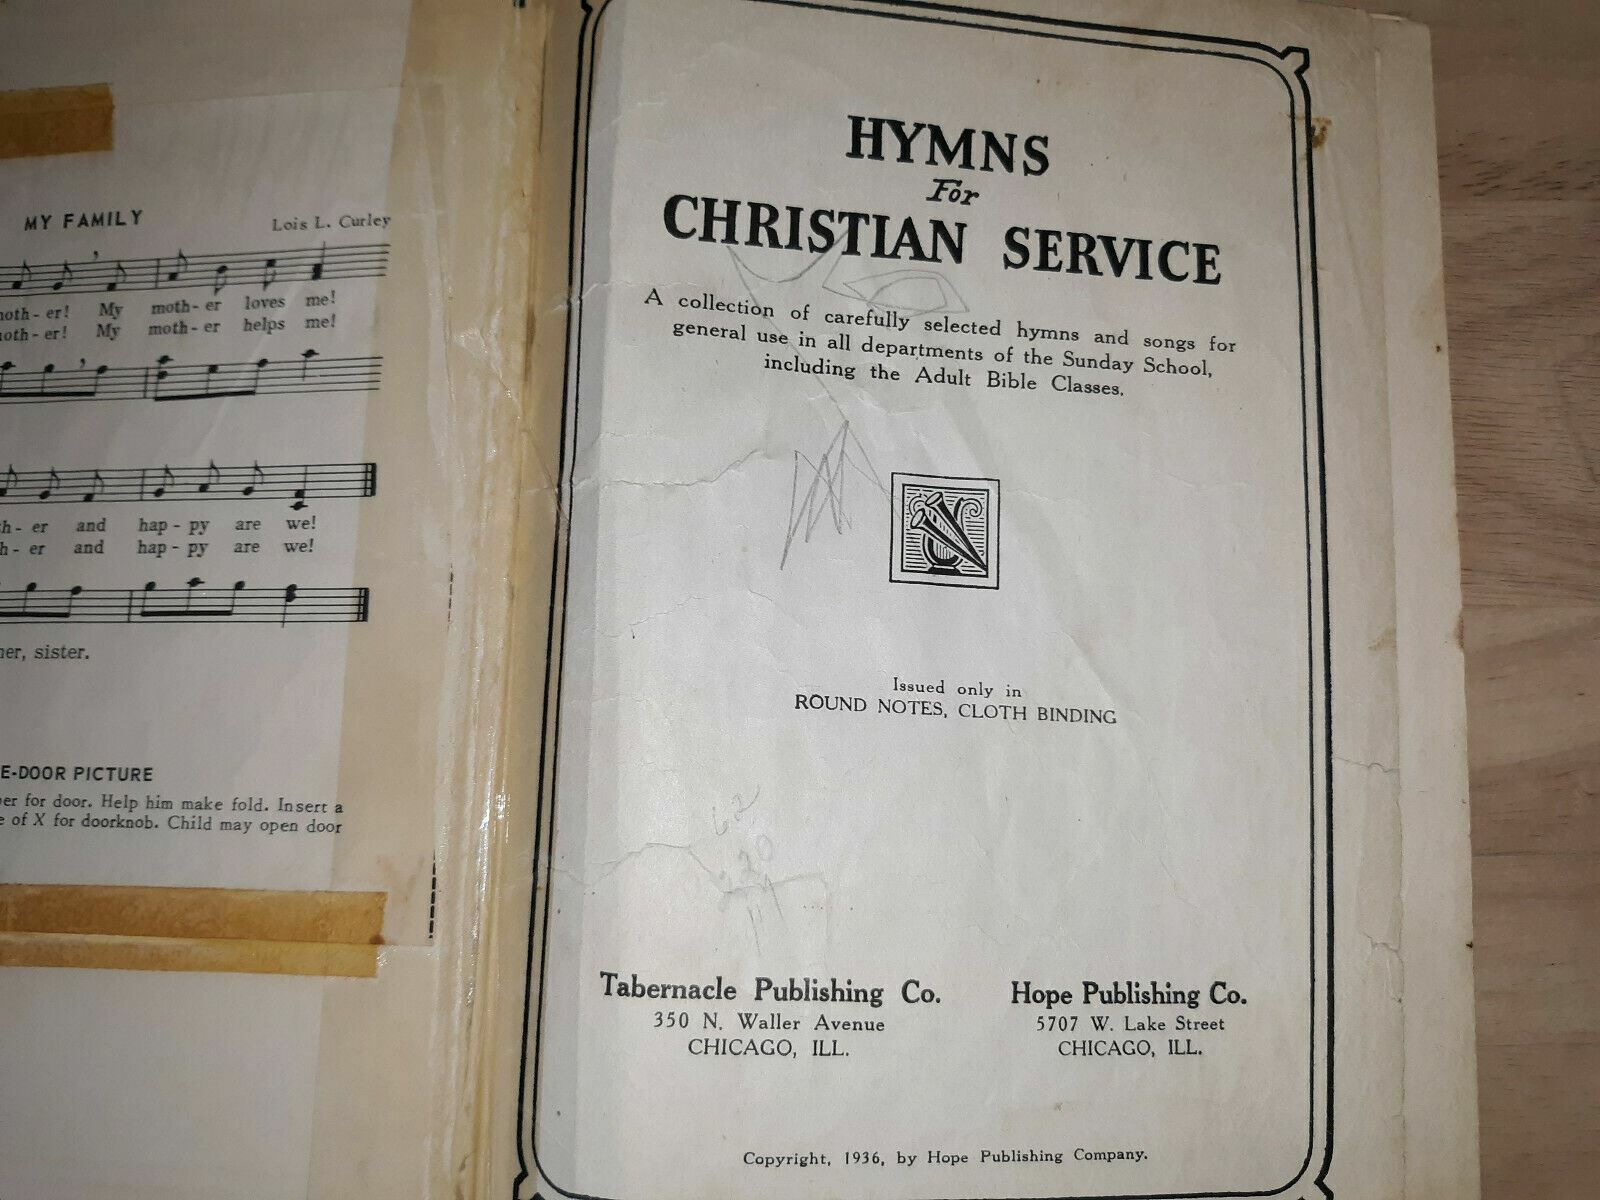 MY FAMILY
Lois L. Curley
moth-er! My moth-er loves me!
moth-er! My moth-er helps me!
th-er and hap-py are we!
h-er and hap-py are we!
her, sister.
E-DOOR PICTURE
per for door. Help him make fold. Insert a
e of X for doorknob. Child may open door
HYMNS
For
CHRISTIAN SERVICE
A collection of carefully selected hymns and songs for
general use in all departments of the Sunday School,
including the Adult Bible Classes.
Issued only in
ROUND NOTES, CLOTH BINDING
62
220
Tabernacle Publishing Co.
350 N. Waller Avenue
CHICAGO, ILL.
Hope Publishing Co.
5707 W. Lake Street
CHICAGO, ILL.
Copyright, 1936, by Hope Publishing Company.